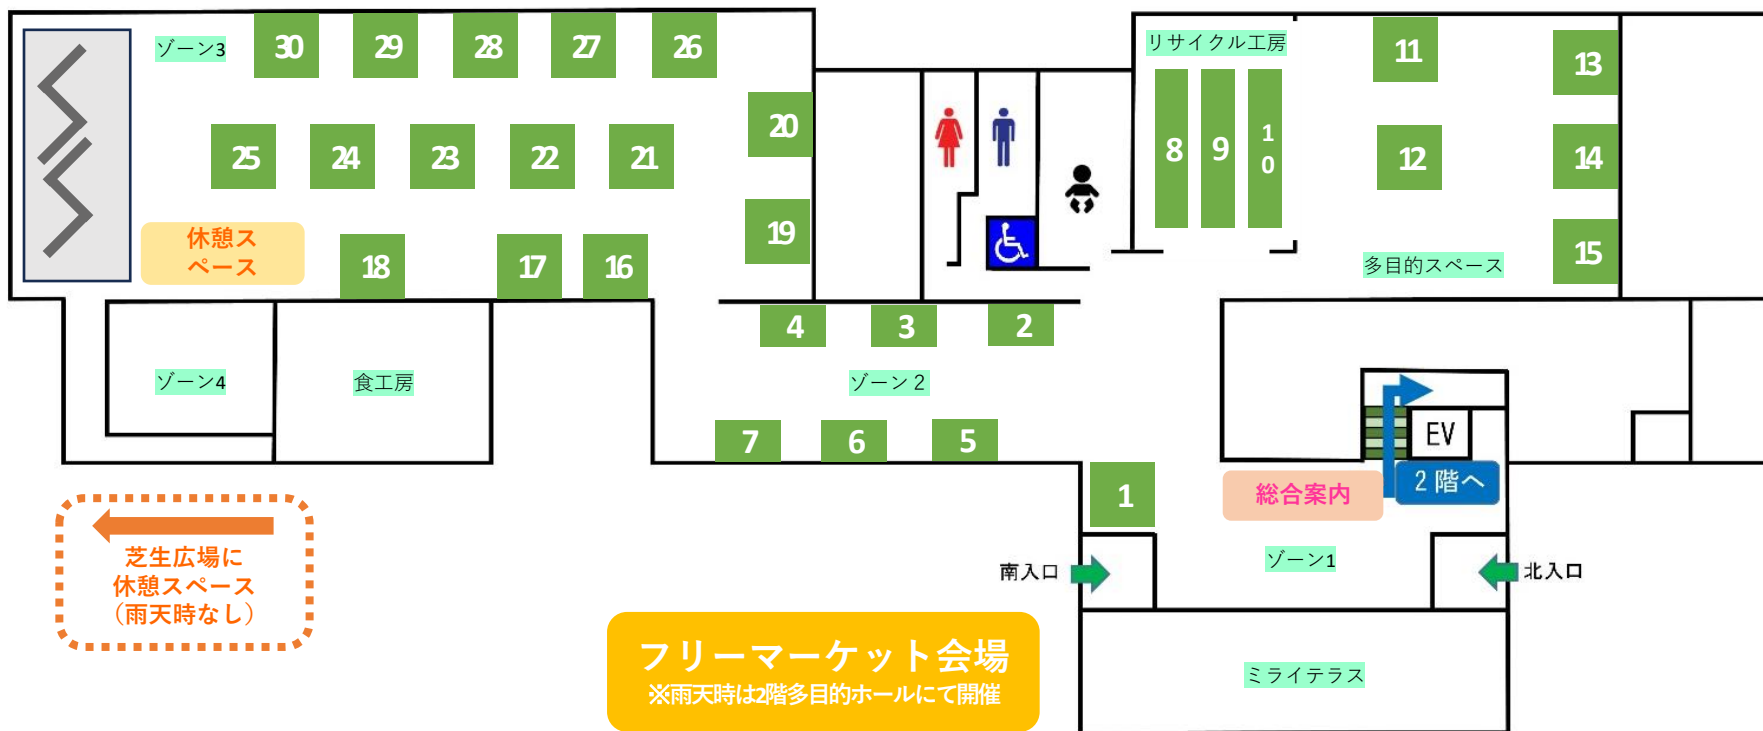 ゾーン3
30
29
28
27
26
リサイクル工房
11
13
20
8
9
10
25
24
23
22
21
12
14
休憩ス
ペース
18
17
16
19
15
多目的スペース
4
3
2
ゾーン4
食工房
ゾーン２
7
6
5
EV
1
総合案内
２階へ
芝生広場に
休憩スペース
（雨天時なし）
南入口
ゾーン1
北入口
フリーマーケット会場
※雨天時は2階多目的ホールにて開催
ミライテラス